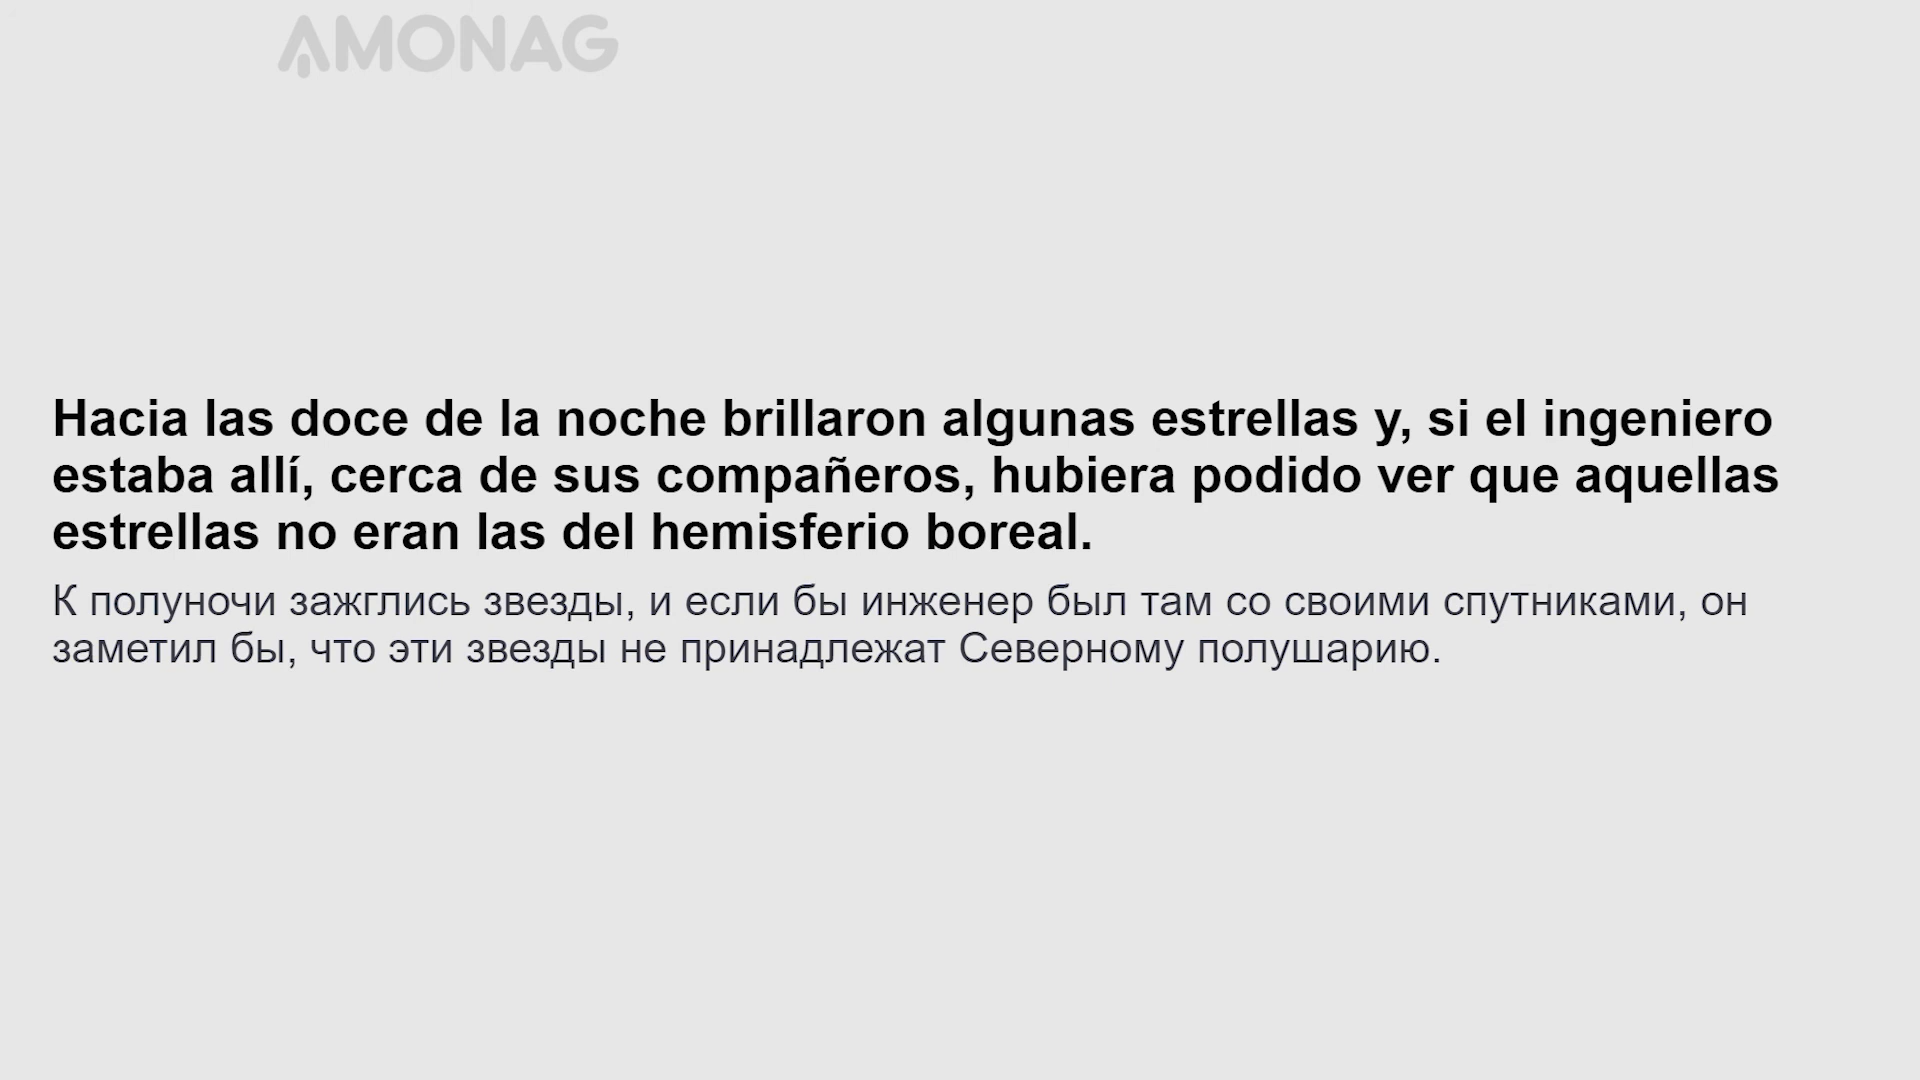 AMONAG
Hacia las doce de la noche brillaron algunas estrellas y, si el ingeniero
estaba allí, cerca de sus compañeros, hubiera podido ver que aquellas
estrellas no eran las del hemisferio boreal.
К полуночи зажглись звезды, и если бы инженер был там со своими спутниками, он
заметил бы, что эти звезды не принадлежат Северному полушарию.